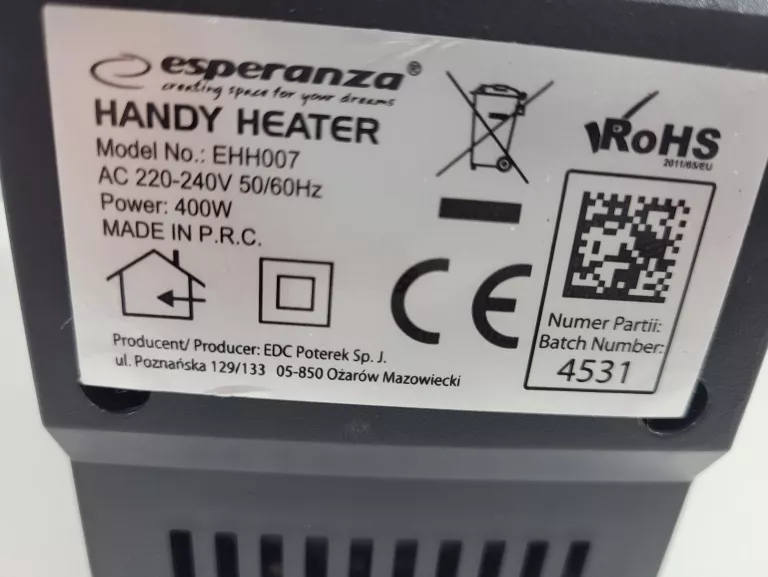 esperanza®
creating space for your dreams
HANDY HEATER
Model No.: EHH007
AC 220-240V 50/60Hz
Power: 400W
MADE IN P.R.C.
Producent/ Producer: EDC Poterek Sp. J.
ul. Poznańska 129/133 05-850 Ożarów Mazowiecki
CE
RoHS
2011/65/EU
Numer Partii:
Batch Number:
4531